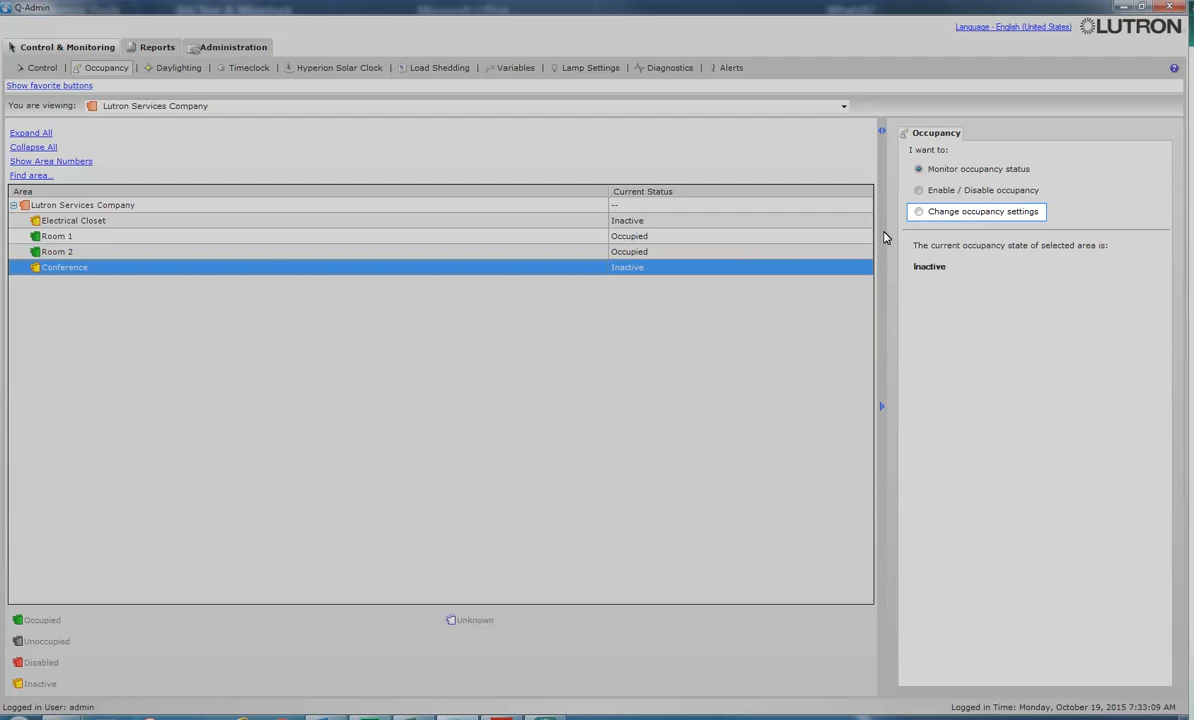 Q-Admin
Language - English (United States) LUTRON
Control & Monitoring Reports Administration
Control Occupancy Daylighting Timeclock Hyperion Solar Clock Load Shedding Variables Lamp Settings Diagnostics Alerts
Show favorite buttons
You are viewing: Lutron Services Company
Expand All
Collapse All
Show Area Numbers
Find area...
Area Current Status
Lutron Services Company --
Electrical Closet Inactive
Room 1 Occupied
Room 2 Occupied
Conference Inactive
Occupied Unknown
Unoccupied
Disabled
Inactive
Occupancy
I want to:
Monitor occupancy status
Enable / Disable occupancy
Change occupancy settings
The current occupancy state of selected area is:
Inactive
Logged in User: admin Logged in Time: Monday, October 19, 2015 7:33:09 AM